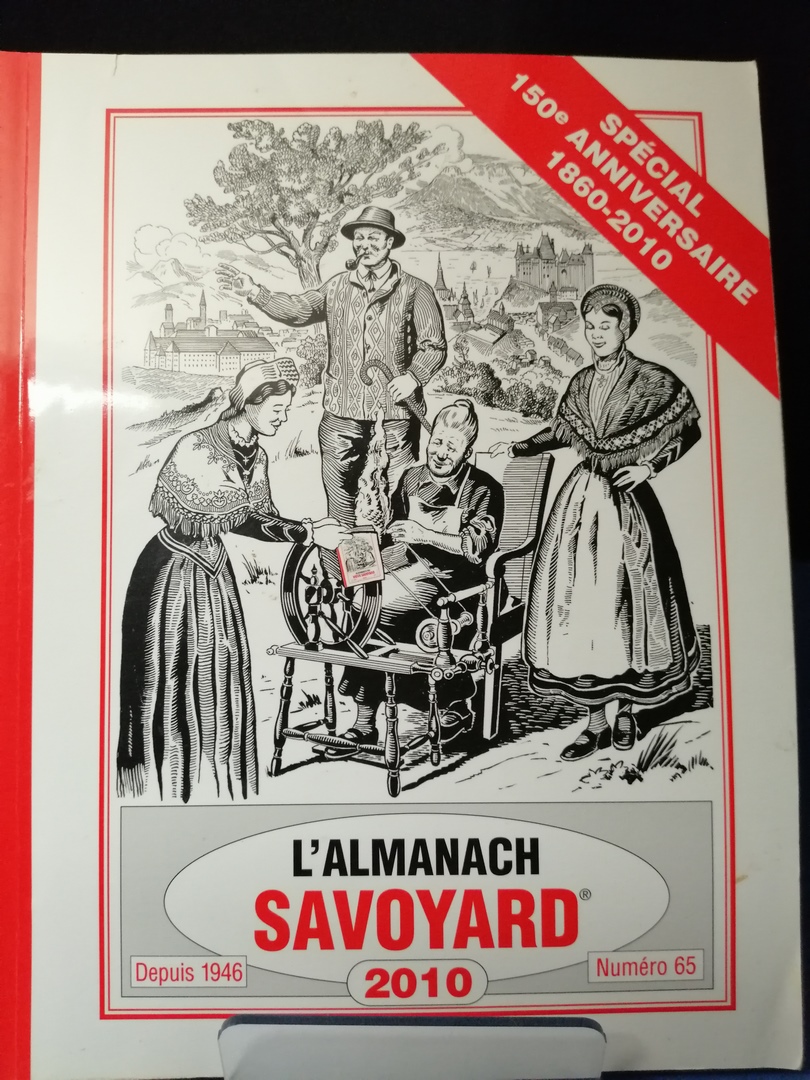 SPÉCIAL
150e ANNIVERSAIRE
1860-2010
L'ALMANACH
SAVOYARD®
Depuis 1946
2010
Numéro 65